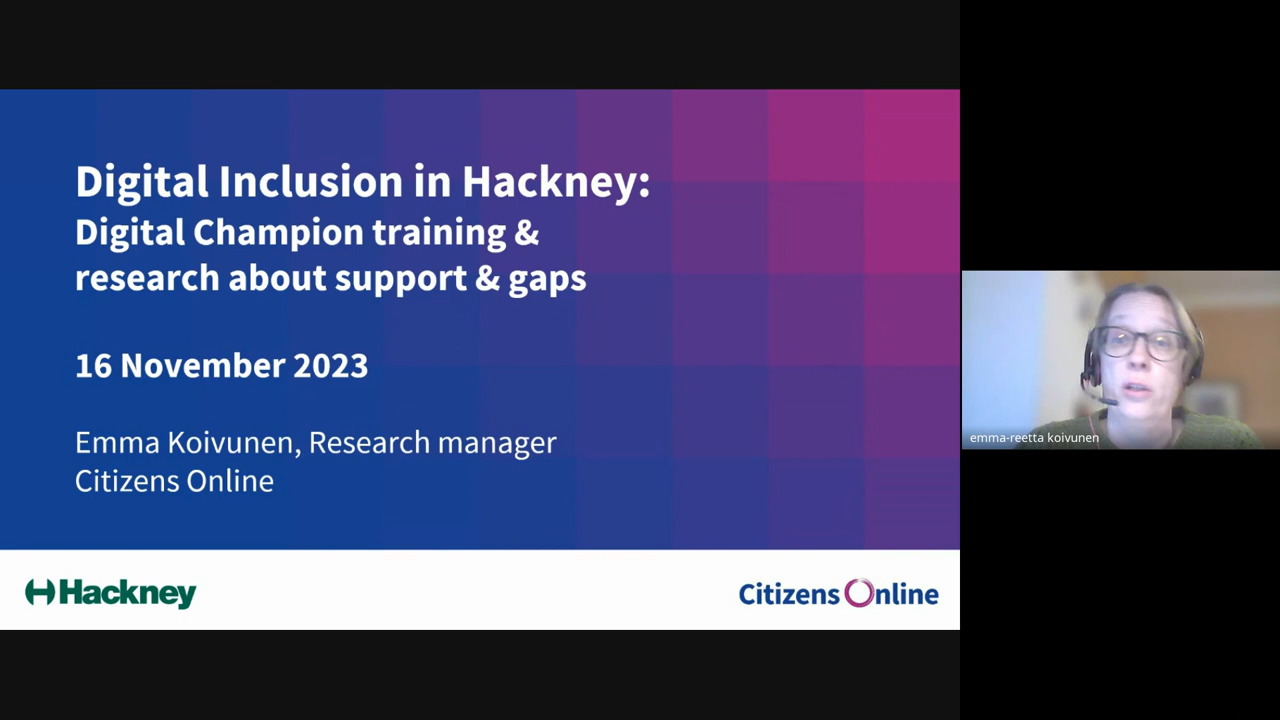 Digital Inclusion in Hackney:
Digital Champion training &
research about support & gaps
16 November 2023
Emma Koivunen, Research manager
Citizens Online
Hackney
Citizens Online
emma-reetta koivunen